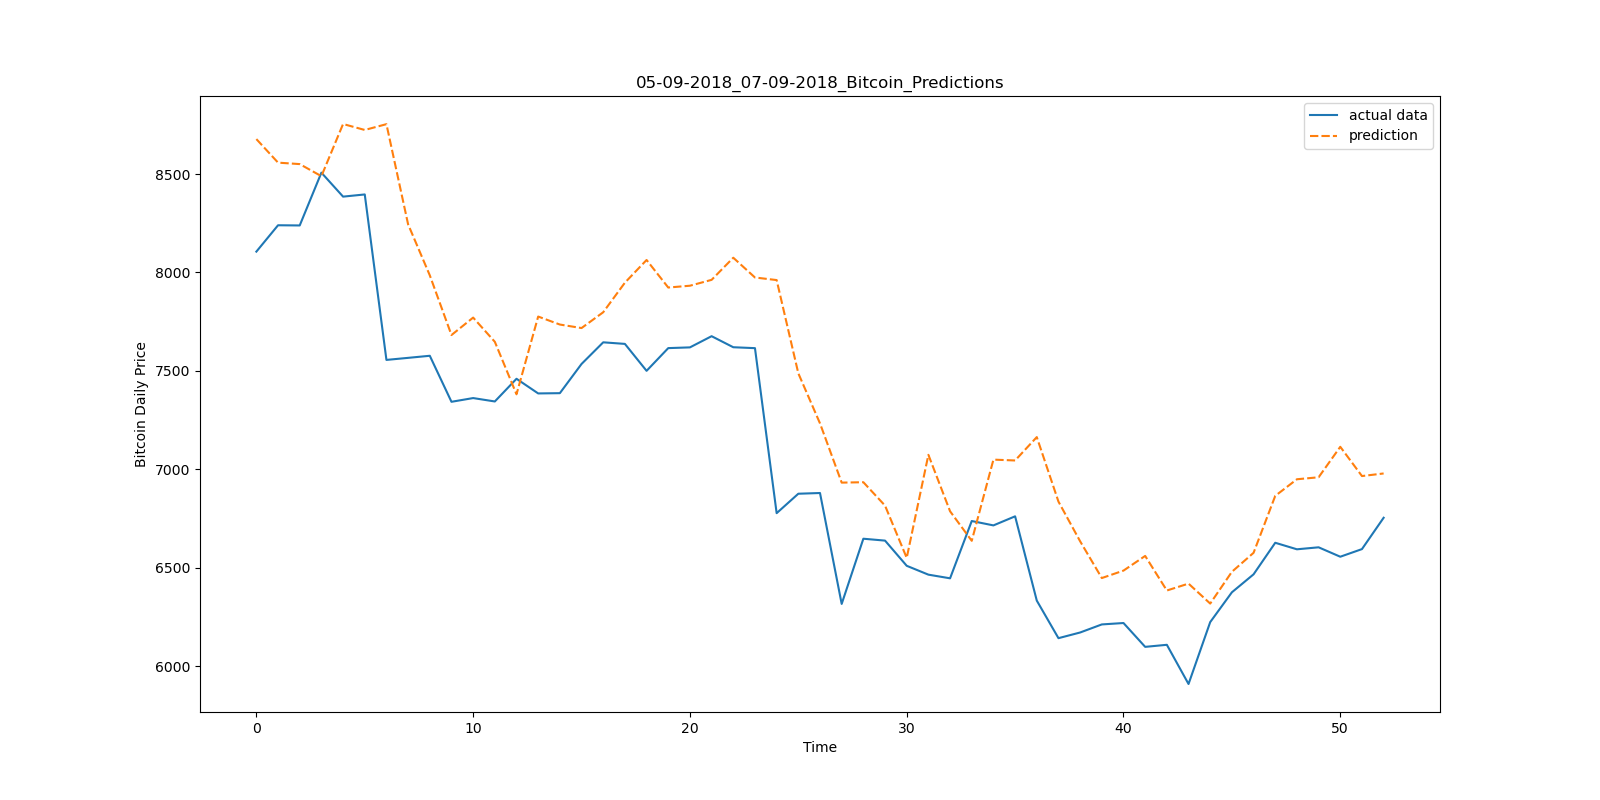 05-09-2018_07-09-2018_Bitcoin_Predictions
actual data
prediction
8500
8000
7500
7000
6500
6000
Bitcoin Daily Price
0 10 20 30 40 50
Time